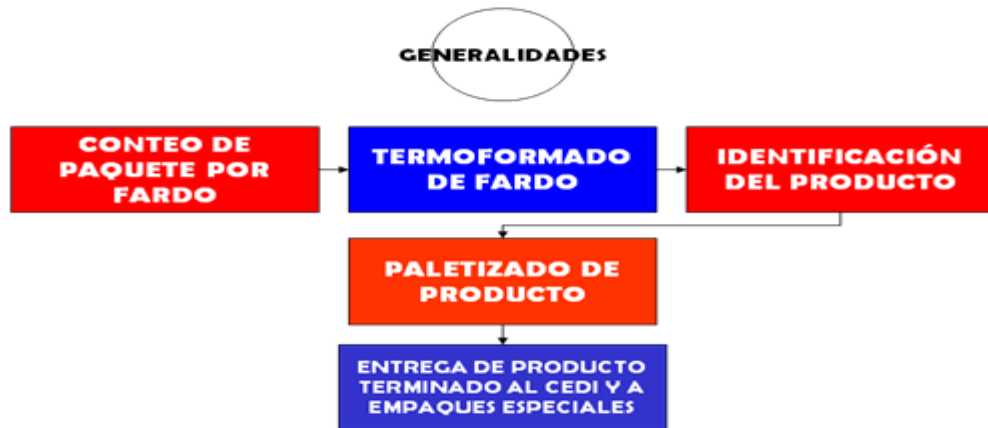 GENERALIDADES
CONTEO DE
PAQUETE POR
FARDO
TERMOFORMADO
DE FARDO
IDENTIFICACIÓN
DEL PRODUCTO
PALETIZADO DE
PRODUCTO
ENTREGA DE PRODUCTO
TERMINADO AL CEDI Y A
EMPAQUES ESPECIALES